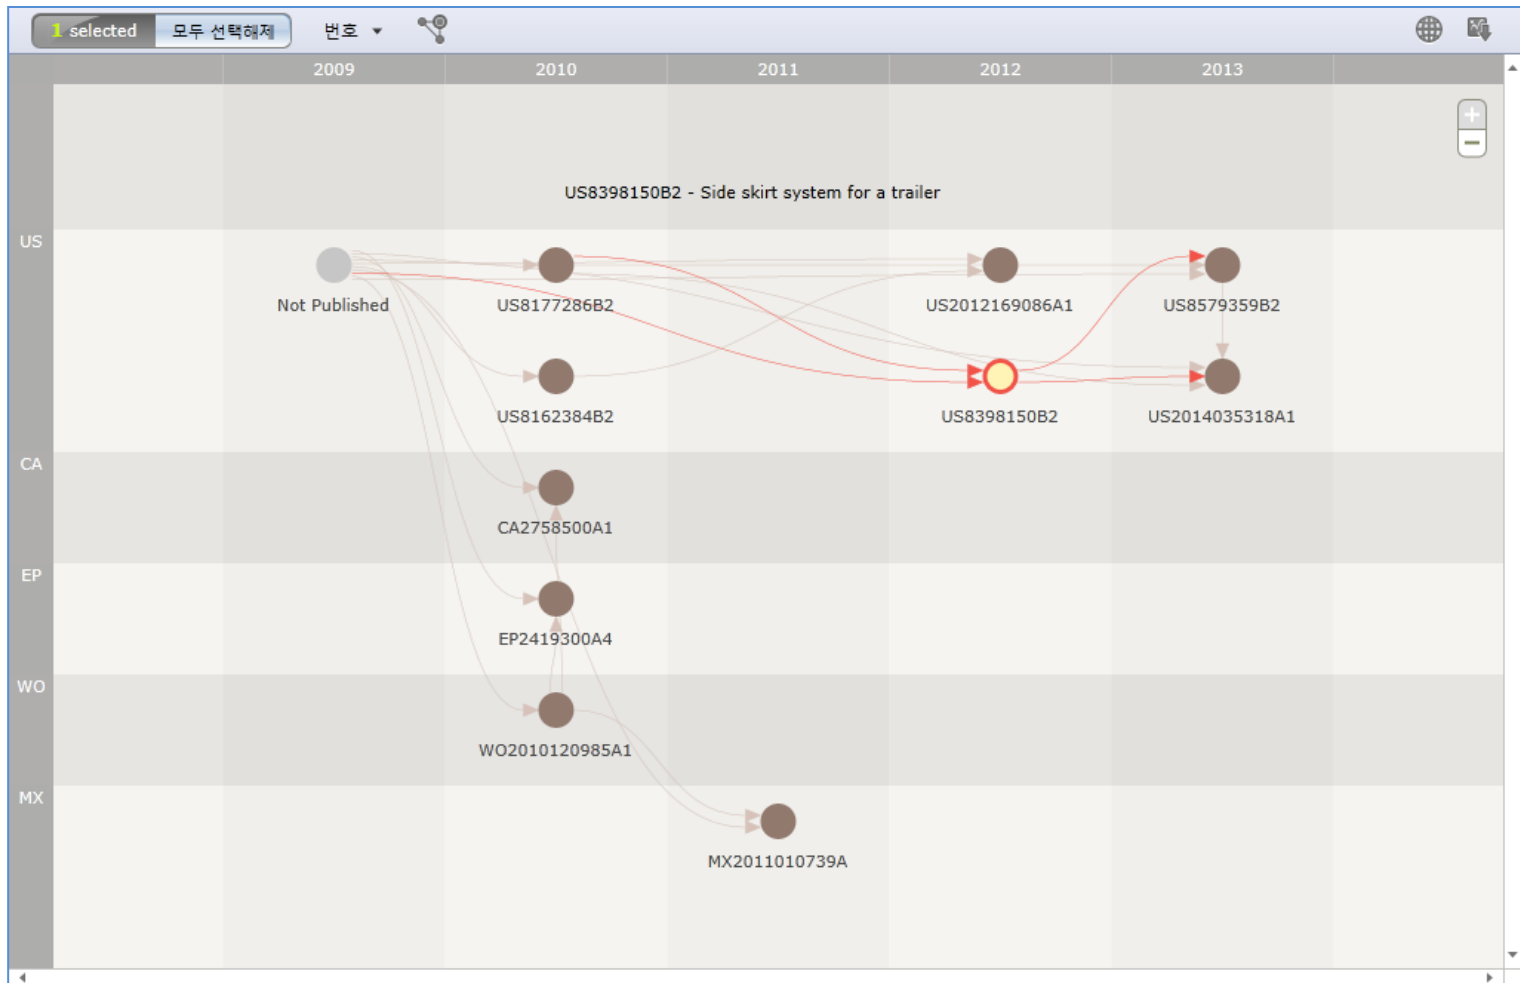 1 selected 모두 선택해제 번호
2009 2010 2011 2012 2013
US8398150B2 - Side skirt system for a trailer
US
Not Published US8177286B2 US2012169086A1 US8579359B2
US8162384B2 US8398150B2 US2014035318A1
CA
CA2758500A1
EP
EP2419300A4
WO
WO2010120985A1
MX
MX2011010739A